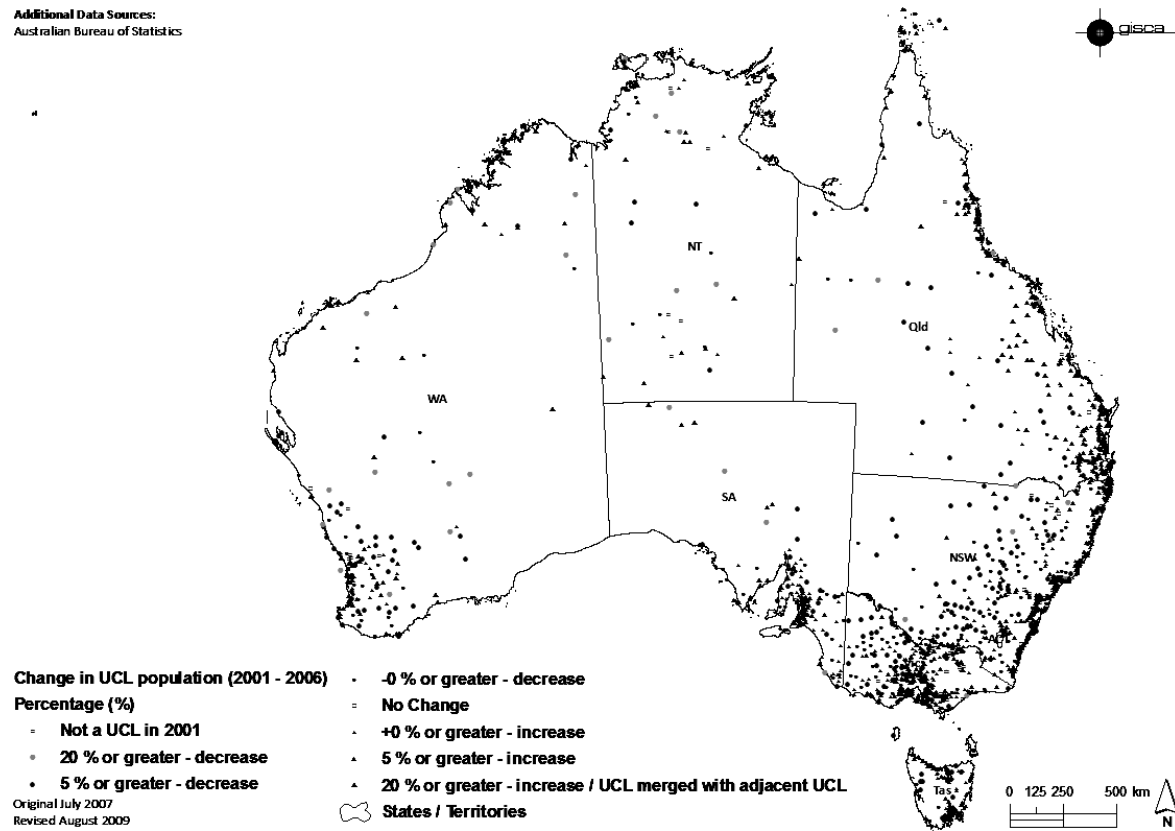 Additional Data Sources:
Australian Bureau of Statistics
gisca
NT
Qld
WA
SA
NSW
ACT
Tas
Change in UCL population (2001 - 2006)
Percentage (%)
Not a UCL in 2001
20 % or greater - decrease
5 % or greater - decrease
-0 % or greater - decrease
No Change
+0 % or greater - increase
5 % or greater - increase
20 % or greater - increase / UCL merged with adjacent UCL
States / Territories
Original July 2007
Revised August 2009
0 125 250 500 km
N